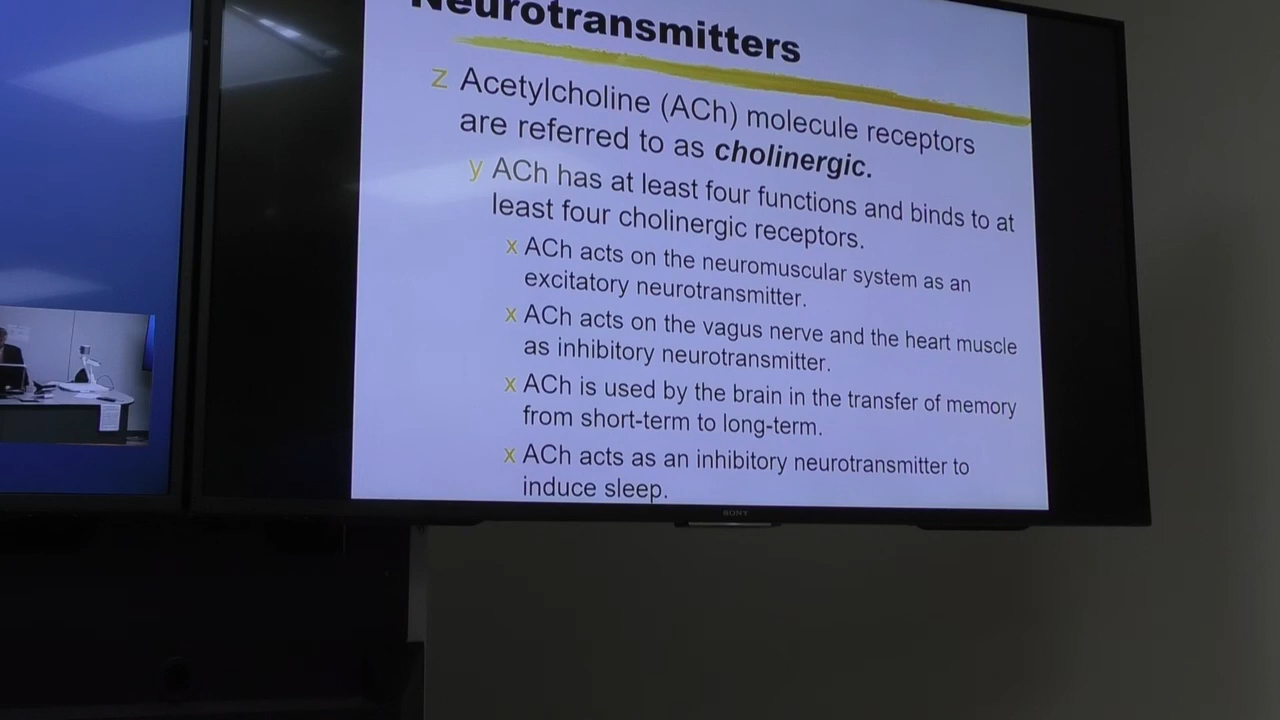 Neurotransmitters
z Acetylcholine (ACh) molecule receptors
are referred to as cholinergic.
y ACh has at least four functions and binds to at
least four cholinergic receptors.
x ACh acts on the neuromuscular system as an
excitatory neurotransmitter.
x ACh acts on the vagus nerve and the heart muscle
as inhibitory neurotransmitter.
x ACh is used by the brain in the transfer of memory
from short-term to long-term.
x ACh acts as an inhibitory neurotransmitter to
induce sleep.
SONY